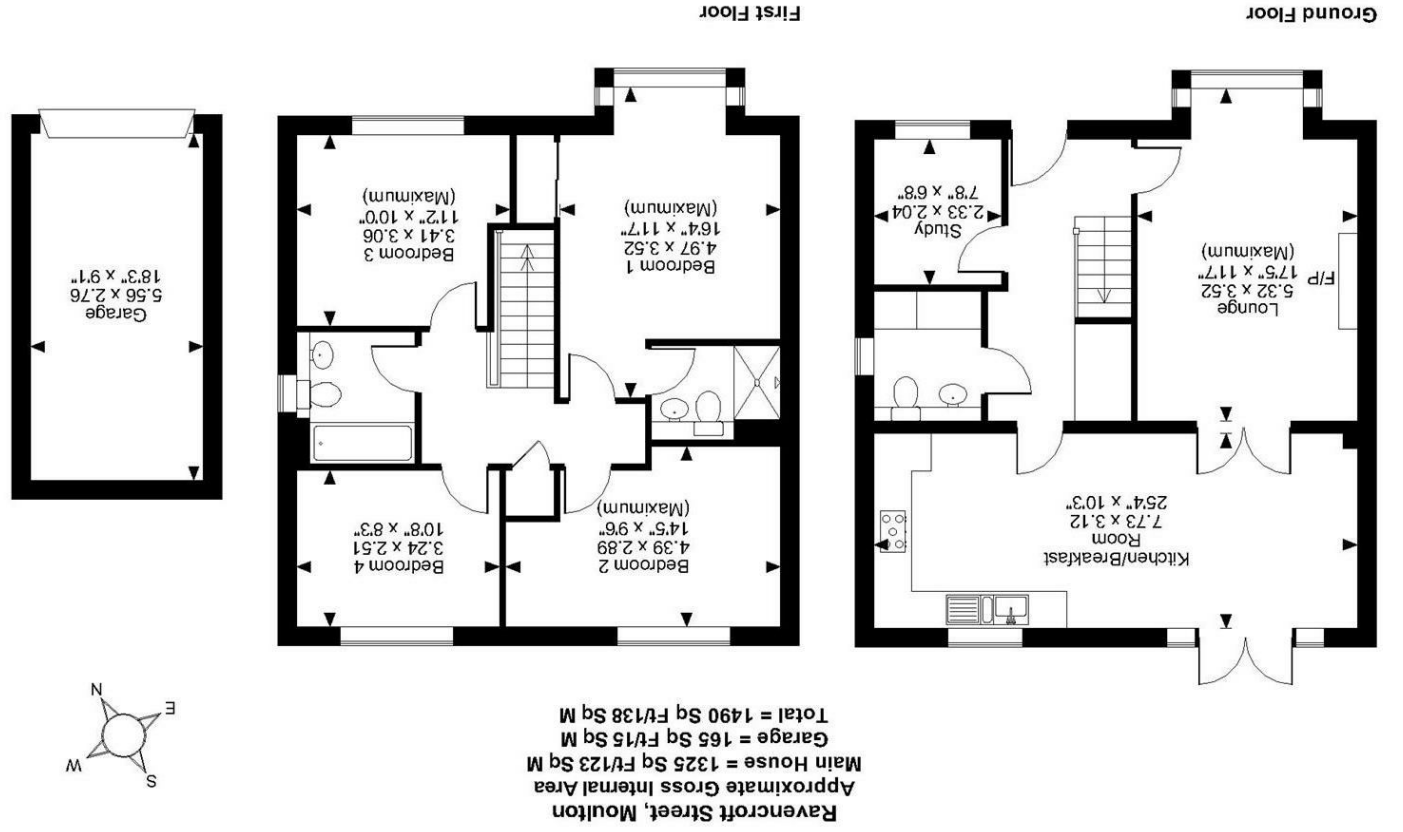 Ravencroft Street, Moulton
Approximate Gross Internal Area
Main House = 1325 Sq Ft/123 Sq M
Garage = 165 Sq Ft/15 Sq M
Total = 1490 Sq Ft/138 Sq M
S
W
E
N
Kitchen/Breakfast
Room
7.73 x 3.12
25'4" x 10'3"
F/P
Lounge
5.32 x 3.52
17'5" x 11'7"
(Maximum)
Study
2.33 x 2.04
7'8" x 6'8"
Ground Floor
Bedroom 2
4.39 x 2.89
14'5" x 9'6"
(Maximum)
Bedroom 4
3.24 x 2.51
10'8" x 8'3"
Bedroom 1
4.97 x 3.52
16'4" x 11'7"
(Maximum)
Bedroom 3
3.41 x 3.06
11'2" x 10'0"
(Maximum)
First Floor
Garage
5.56 x 2.76
18'3" x 9'1"